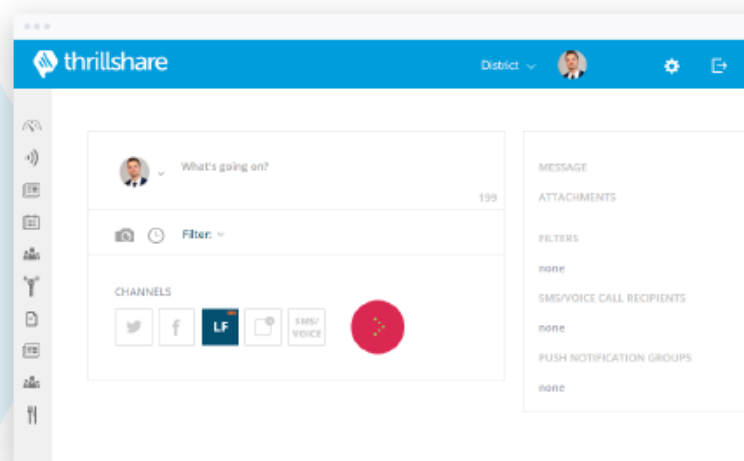 thrillshare
District
What's going on?
199
Filter:
CHANNELS
LF
SMS/
VOICE
MESSAGE
ATTACHMENTS
FILTERS
none
SMS/VOICE CALL RECIPIENTS
none
PUSH NOTIFICATION GROUPS
none